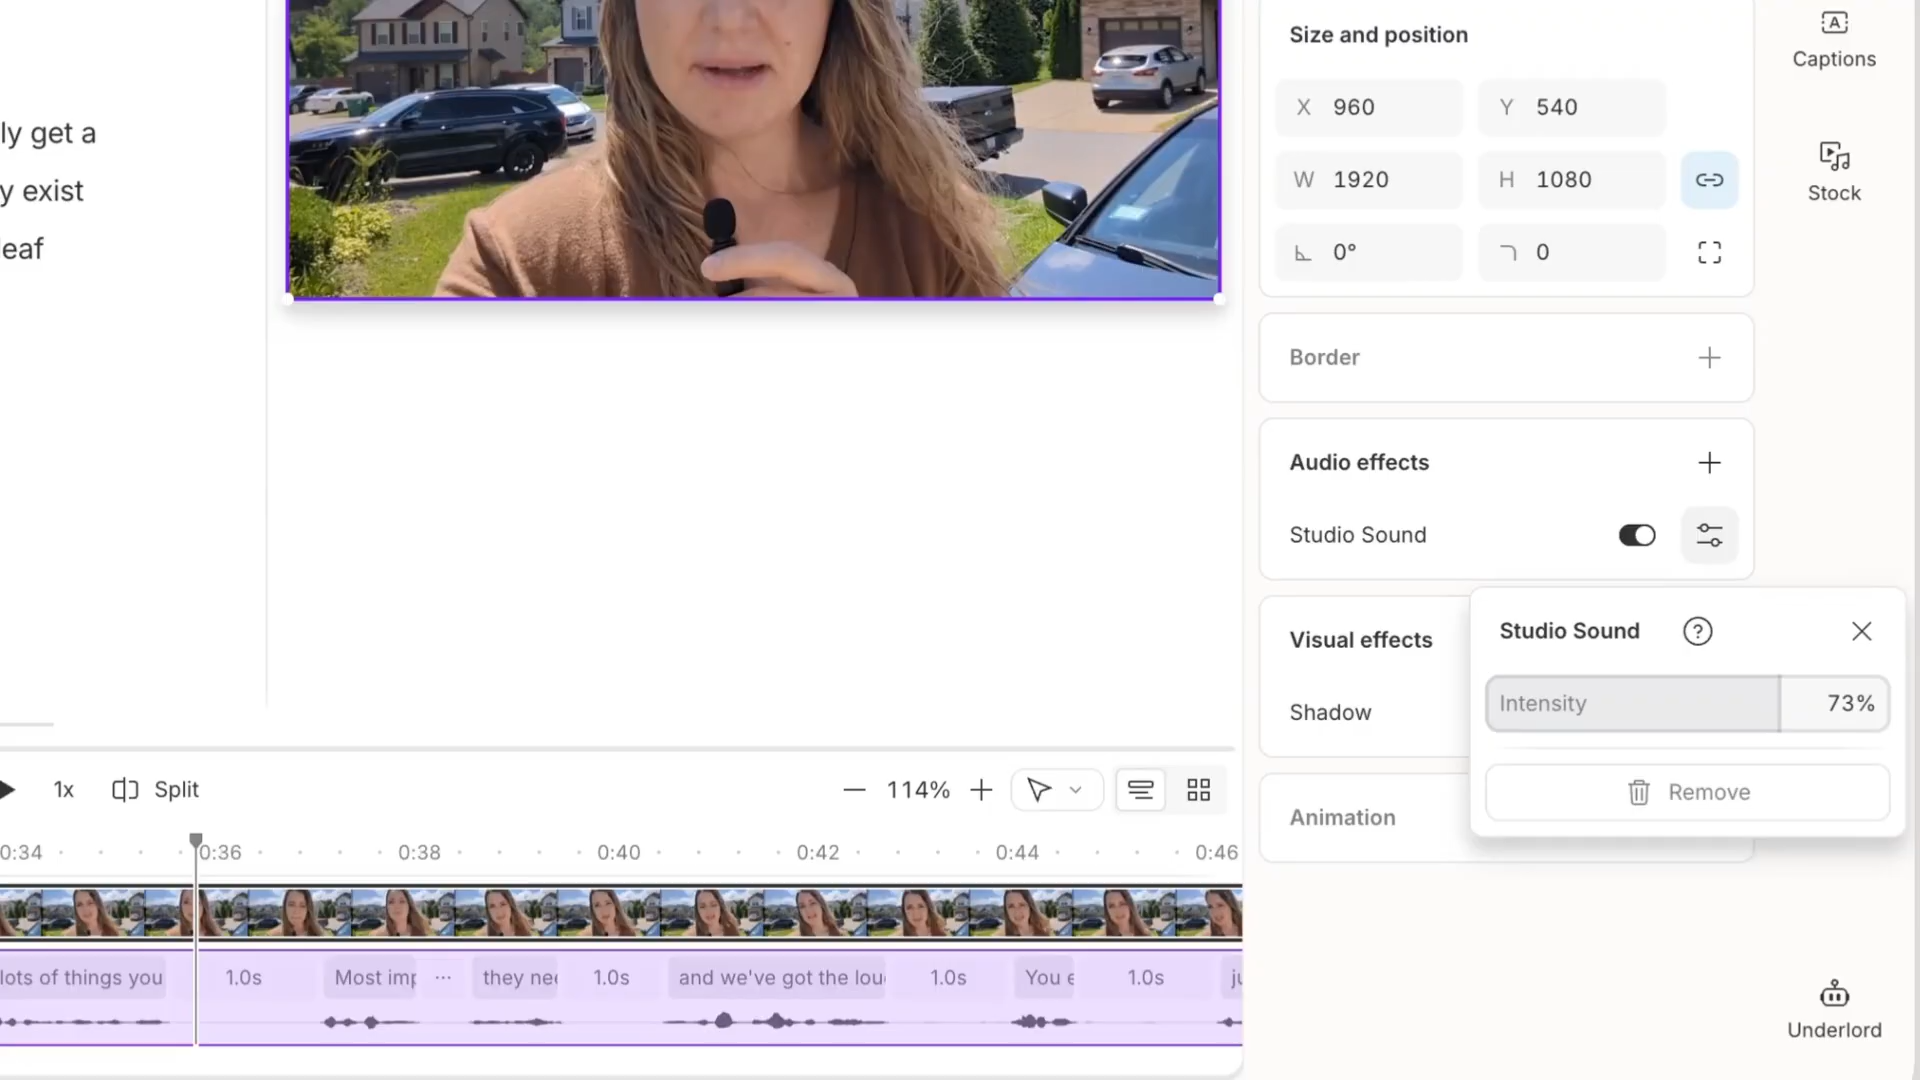 ly get a
y exist
leaf
Size and position
X 960
Y 540
W 1920
H 1080
0°
0
Border
Audio effects
Studio Sound
Visual effects
Shadow
Animation
Studio Sound
Intensity 73%
Remove
Captions
Stock
Underlord
1x
Split
114%
0:34
0:36
0:38
0:40
0:42
0:44
0:46
lots of things you
1.0s
Most imp
...
they nee
1.0s
and we've got the lou
1.0s
You e
1.0s
ju